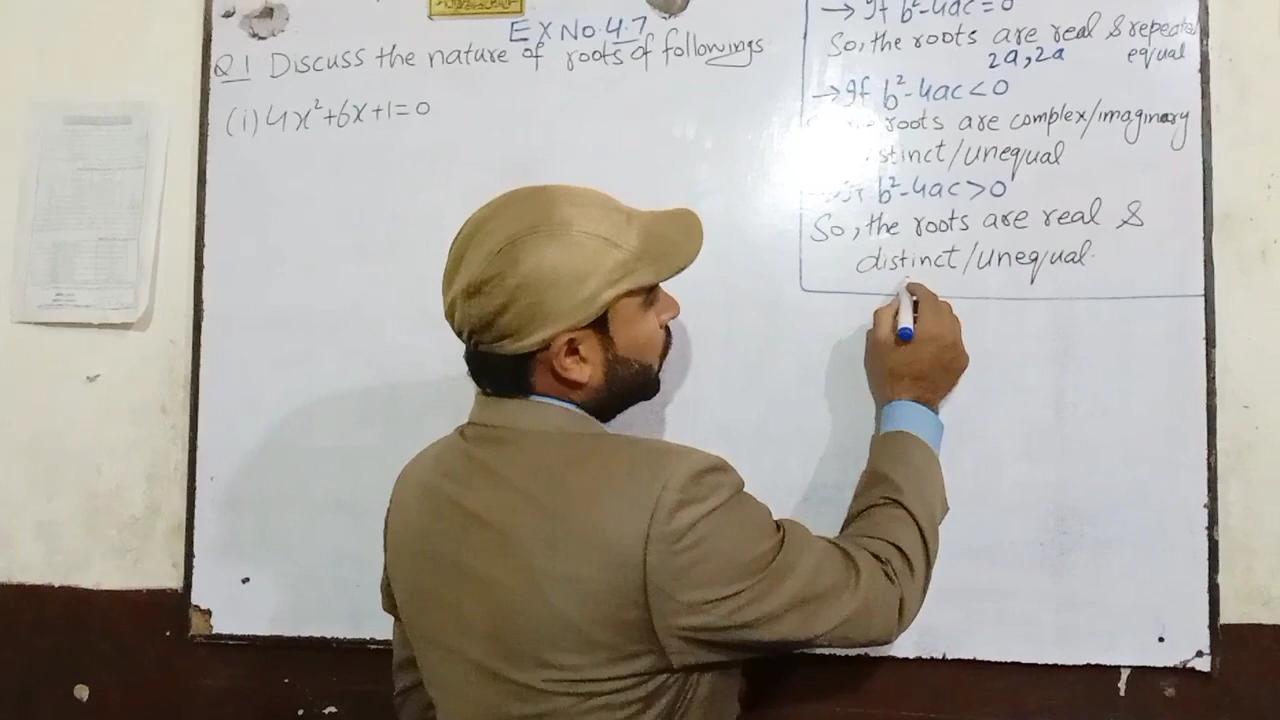 EX No. 4.7
Q1 Discuss the nature of roots of followings
(i) 4x²+6x+1=0
→ If b²-4ac=0
So, the roots are real & repeated
2a, 2a equal
→ If b²-4ac<0
roots are complex/imaginary
distinct/unequal
If b²-4ac>0
So, the roots are real &
distinct/unequal.